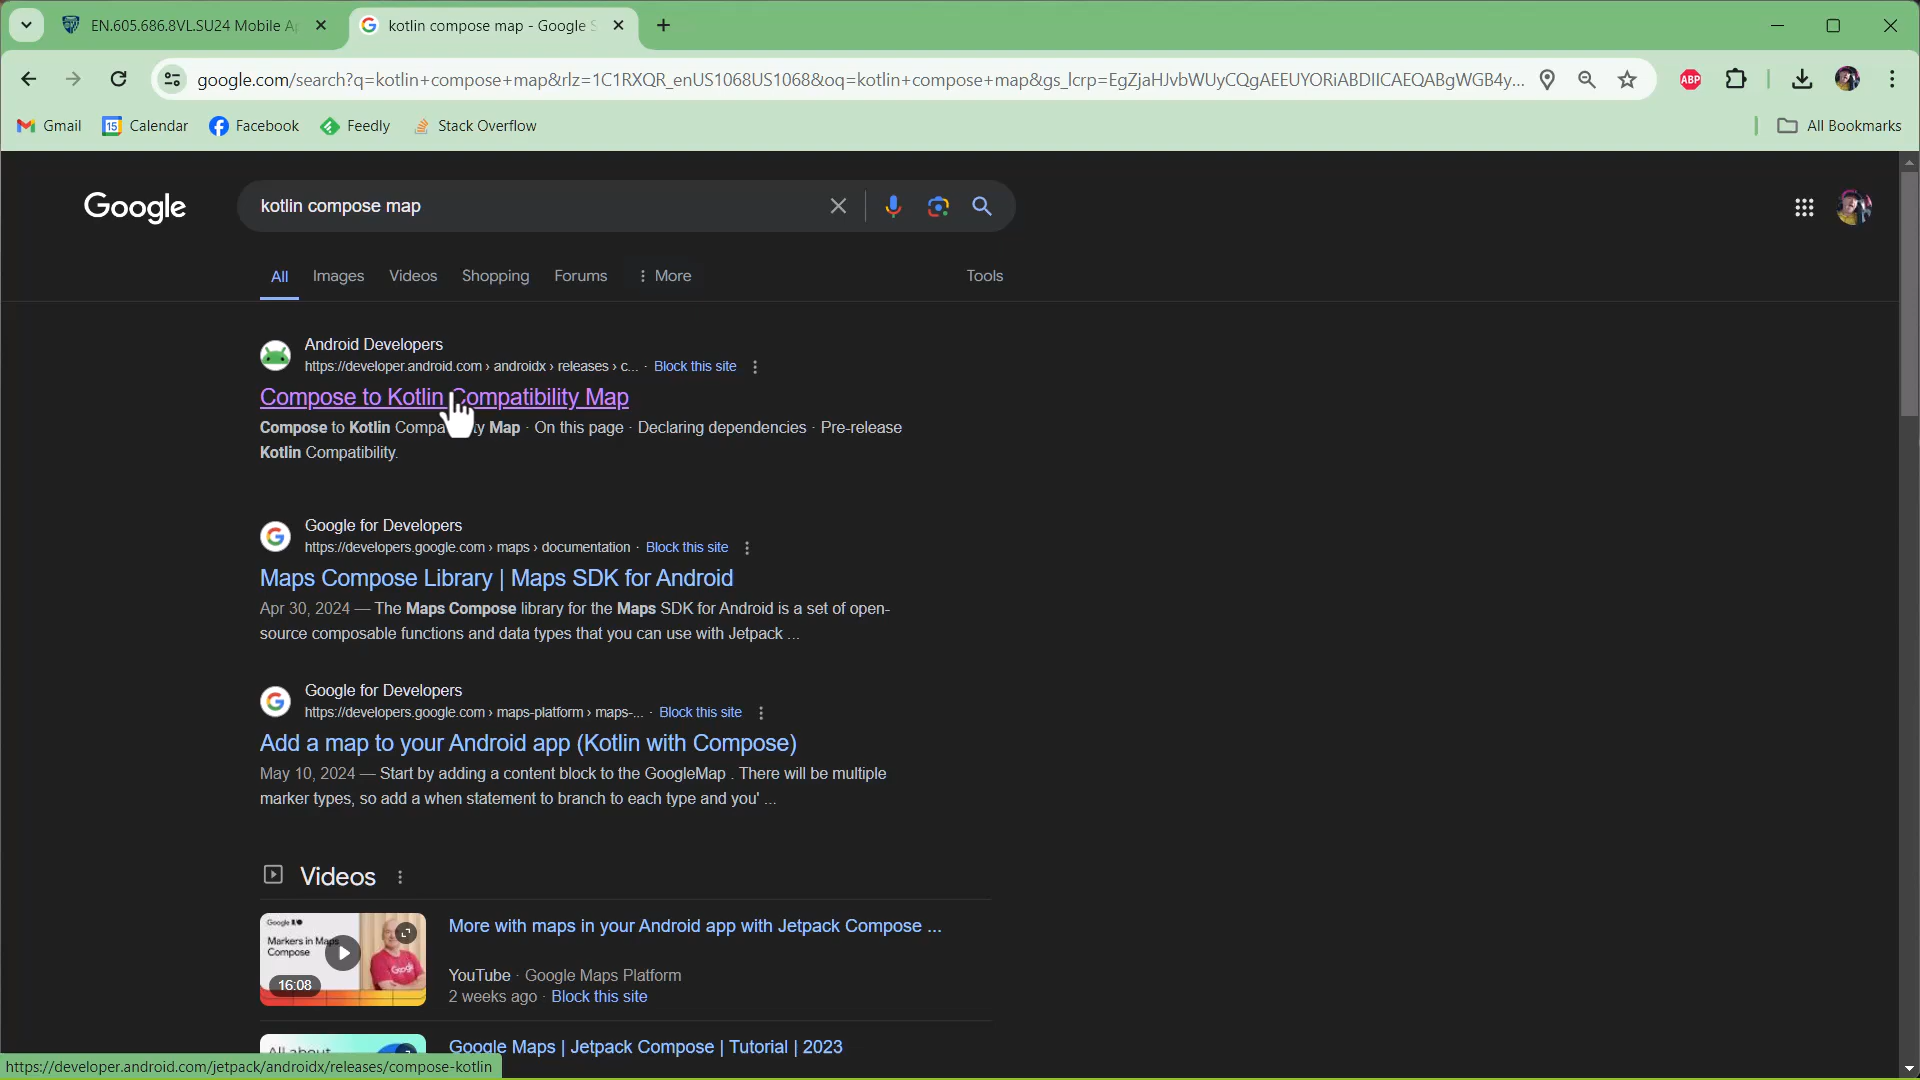 EN.605.686.8VL.SU24 Mobile Ap
kotlin compose map - Google S
google.com/search?q=kotlin+compose+map&rlz=1C1RXQR_enUS1068US1068&oq=kotlin+compose+map&gs_lcrp=EgZjaHJvbWUyCQgAEEUYORiABDIICAEQABgWGB4y...
ABP
Gmail
15 Calendar
Facebook
Feedly
Stack Overflow
All Bookmarks
Google
kotlin compose map
All Images Videos Shopping Forums More Tools
Android Developers
https://developer.android.com › androidx › releases › c... · Block this site
Compose to Kotlin Compatibility Map
Compose to Kotlin Compa y Map · On this page · Declaring dependencies · Pre-release
Kotlin Compatibility.
Google for Developers
https://developers.google.com › maps › documentation · Block this site
Maps Compose Library | Maps SDK for Android
Apr 30, 2024 — The Maps Compose library for the Maps SDK for Android is a set of open-
source composable functions and data types that you can use with Jetpack ...
Google for Developers
https://developers.google.com › maps-platform › maps-... · Block this site
Add a map to your Android app (Kotlin with Compose)
May 10, 2024 — Start by adding a content block to the GoogleMap . There will be multiple
marker types, so add a when statement to branch to each type and you' ...
Videos
Google I/O
Markers in Maps
Compose
Google
16:08
More with maps in your Android app with Jetpack Compose ...
YouTube · Google Maps Platform
2 weeks ago · Block this site
All about
Google Maps | Jetpack Compose | Tutorial | 2023
https://developer.android.com/jetpack/androidx/releases/compose-kotlin